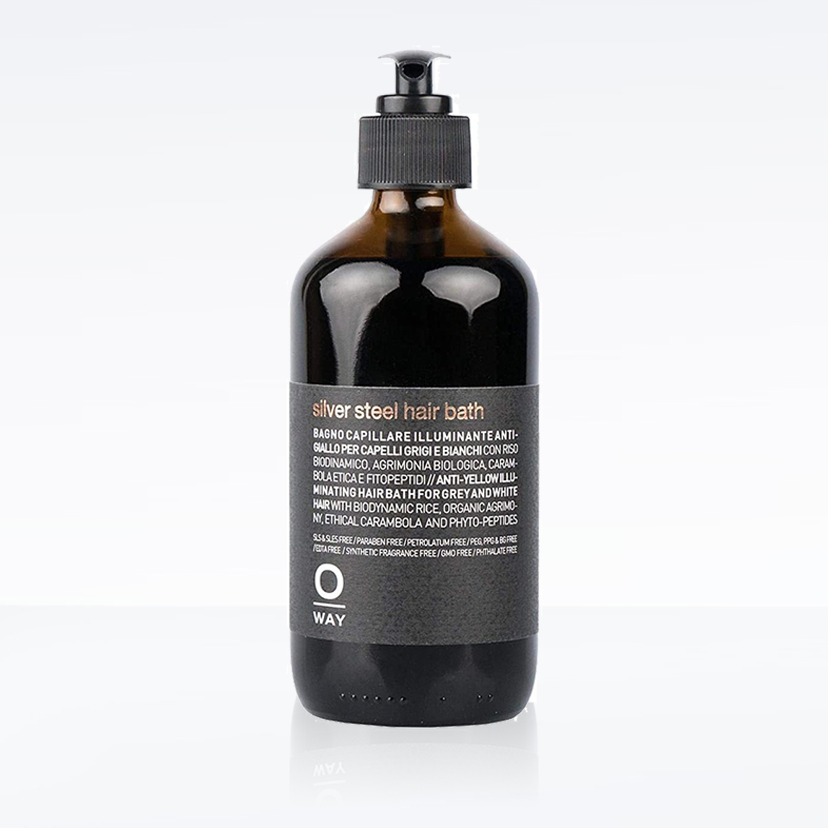 silver steel hair bath
BAGNO CAPILLARE ILLUMINANTE ANTI-
GIALLO PER CAPELLI GRIGI E BIANCHI CON RISO
BIODINAMICO, AGRIMONIA BIOLOGICA, CARAM-
BOLA ETICA E FITOPEPTIDI // ANTI-YELLOW ILLU-
MINATING HAIR BATH FOR GREY AND WHITE
HAIR WITH BIODYNAMIC RICE, ORGANIC AGRIMO-
NY, ETHICAL CARAMBOLA AND PHYTO-PEPTIDES
SLS & SLES FREE / PARABEN FREE / PETROLATUM FREE / PEG, PPG & BG FREE
/EDTA FREE / SYNTHETIC FRAGRANCE FREE / GMO FREE / PHTHALATE FREE
O
WAY